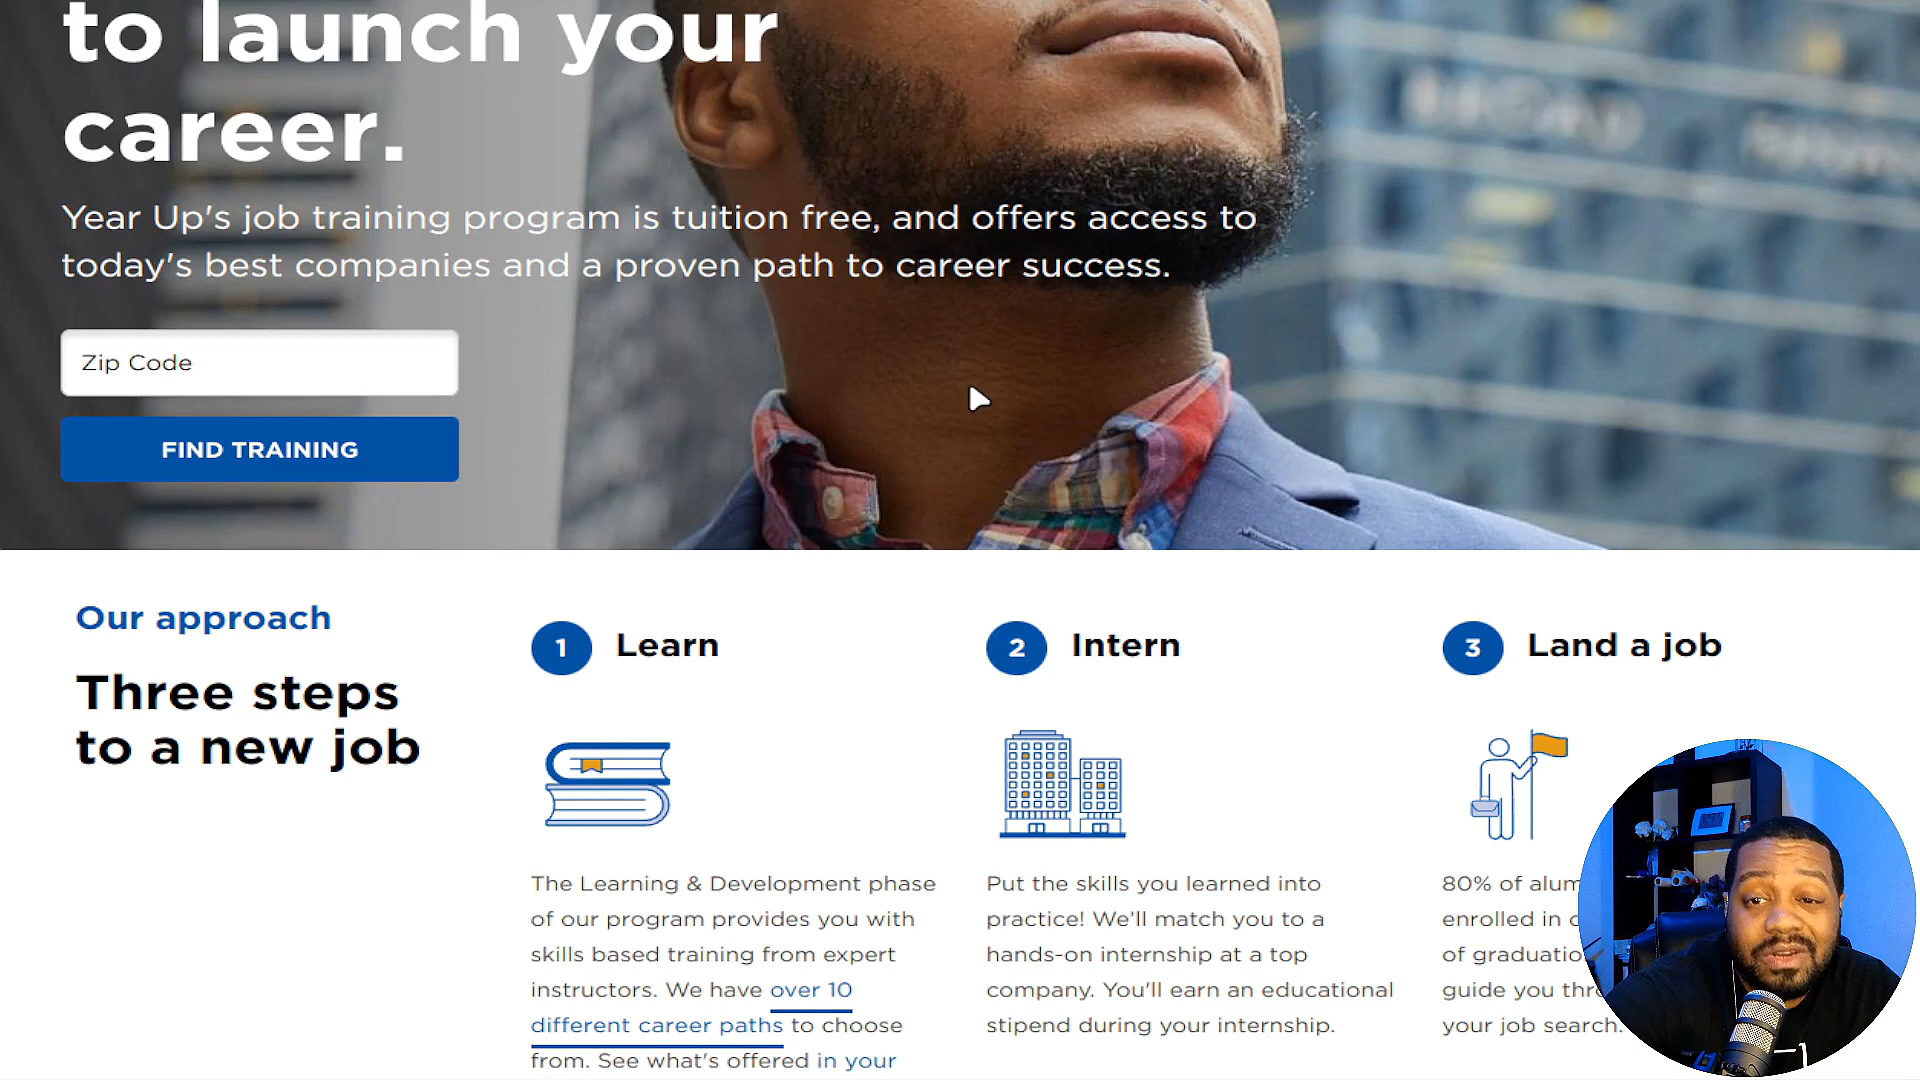 to launch your
career.
Year Up's job training program is tuition free, and offers access to
today's best companies and a proven path to career success.
Zip Code
FIND TRAINING
Our approach
Three steps
to a new job
1 Learn
The Learning & Development phase
of our program provides you with
skills based training from expert
instructors. We have over 10
different career paths to choose
from. See what's offered in your
2 Intern
Put the skills you learned into
practice! We'll match you to a
hands-on internship at a top
company. You'll earn an educational
stipend during your internship.
3 Land a job
80% of alum
enrolled in
of graduatio
guide you thr
your job search.